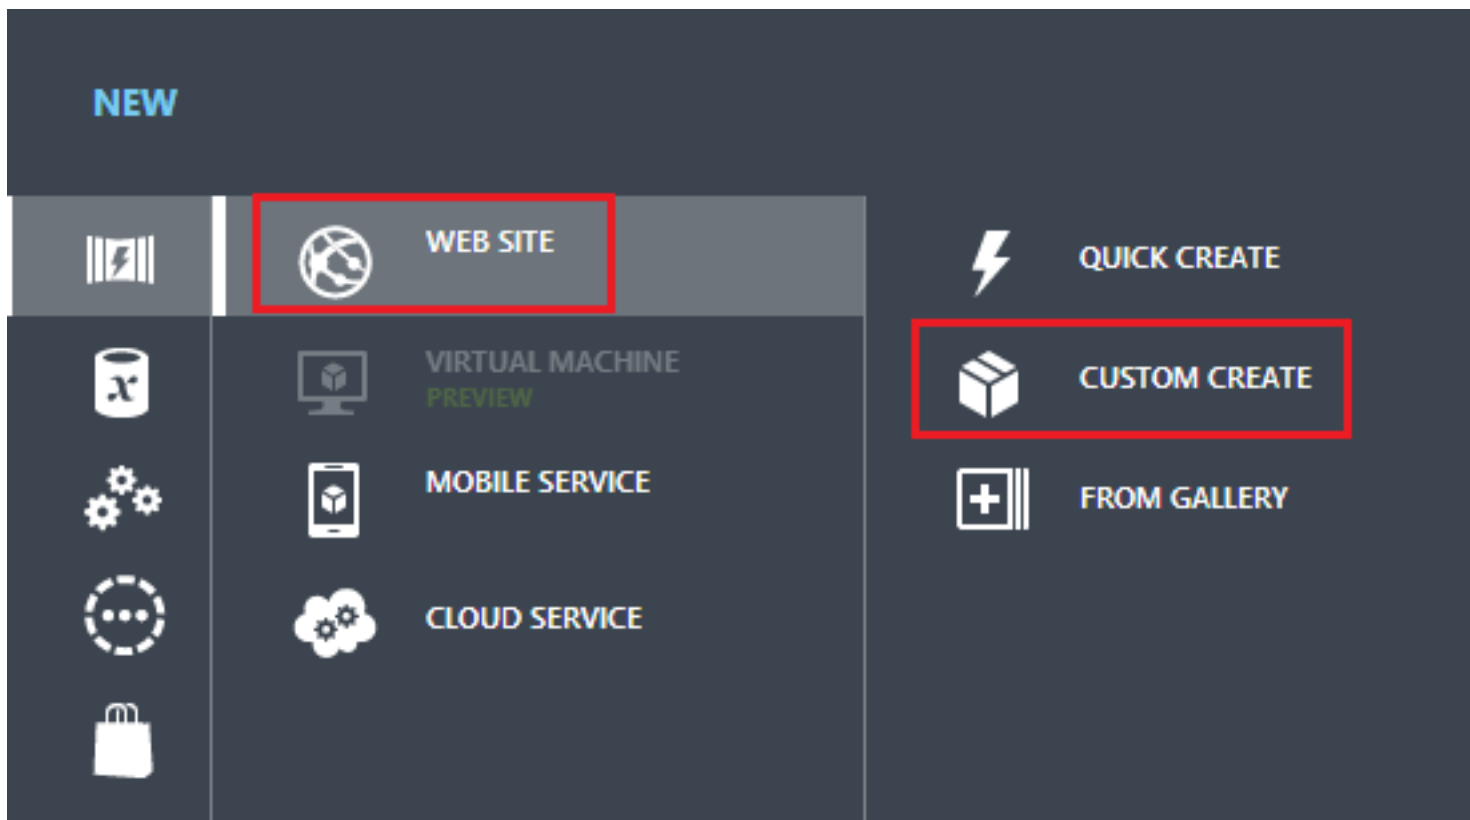 NEW
WEB SITE
VIRTUAL MACHINE
PREVIEW
MOBILE SERVICE
CLOUD SERVICE
QUICK CREATE
CUSTOM CREATE
FROM GALLERY